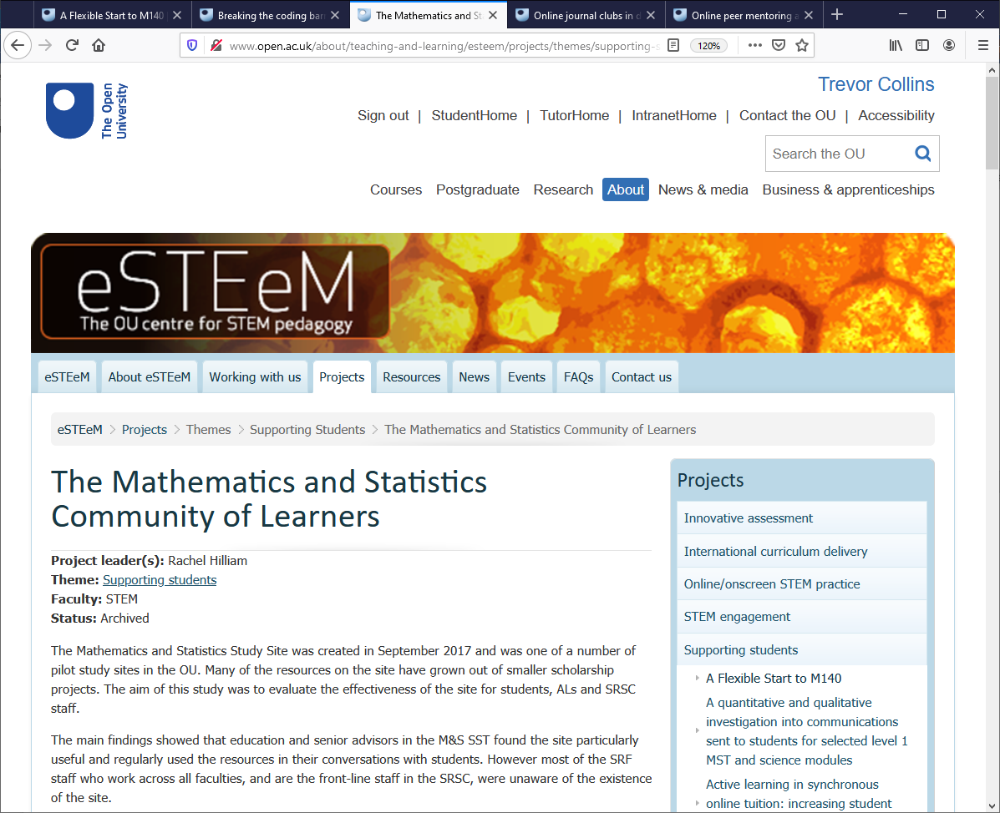 A Flexible Start to M140
Breaking the coding bar
The Mathematics and St
Online journal clubs in d
Online peer mentoring a
www.open.ac.uk/about/teaching-and-learning/esteem/projects/themes/supporting-s
120%
The Open
University
Trevor Collins
Sign out | StudentHome | TutorHome | IntranetHome | Contact the OU | Accessibility
Search the OU
Courses Postgraduate Research About News & media Business & apprenticeships
eSTEeM
The OU centre for STEM pedagogy
eSTEeM About eSTEeM Working with us Projects Resources News Events FAQs Contact us
eSTEeM > Projects > Themes > Supporting Students > The Mathematics and Statistics Community of Learners
The Mathematics and Statistics
Community of Learners
Project leader(s): Rachel Hilliam
Theme: Supporting students
Faculty: STEM
Status: Archived
The Mathematics and Statistics Study Site was created in September 2017 and was one of a number of
pilot study sites in the OU. Many of the resources on the site have grown out of smaller scholarship
projects. The aim of this study was to evaluate the effectiveness of the site for students, ALs and SRSC
staff.
The main findings showed that education and senior advisors in the M&S SST found the site particularly
useful and regularly used the resources in their conversations with students. However most of the SRF
staff who work across all faculties, and are the front-line staff in the SRSC, were unaware of the existence
of the site.
Projects
Innovative assessment
International curriculum delivery
Online/onscreen STEM practice
STEM engagement
Supporting students
A Flexible Start to M140
A quantitative and qualitative
investigation into communications
sent to students for selected level 1
MST and science modules
Active learning in synchronous
online tuition: increasing student